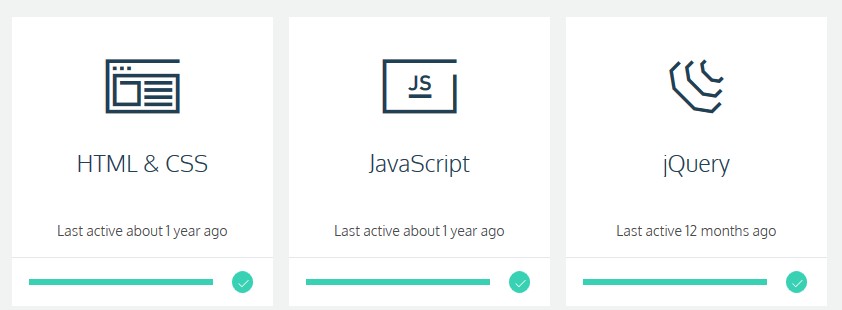 JS
HTML & CSS
Last active about 1 year ago
JS
JavaScript
Last active about 1 year ago
jQuery
Last active 12 months ago